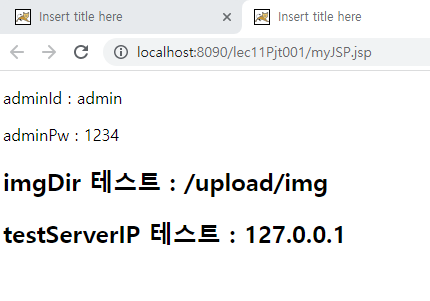 Insert title here
Insert title here
localhost:8090/lec11Pjt001/myJSP.jsp
adminId : admin
adminPw : 1234
imgDir 테스트 : /upload/img
testServerIP 테스트 : 127.0.0.1